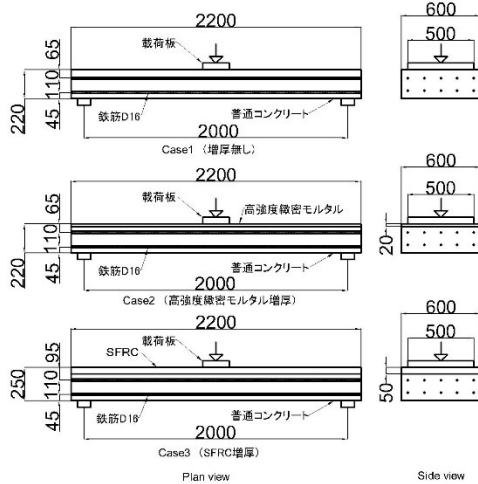 2200
600
載荷板
500
65
110
220
45
鉄筋D16
2000
普通コンクリート
Case1 (増厚無し)
2200
600
載荷板
高強度緻密モルタル
500
65
110
220
45
20
鉄筋D16
2000
普通コンクリート
Case2 (高強度緻密モルタル増厚)
2200
600
載荷板
500
SFRC
95
110
250
45
50
鉄筋D16
2000
普通コンクリート
Case3 (SFRC増厚)
Plan view
Side view